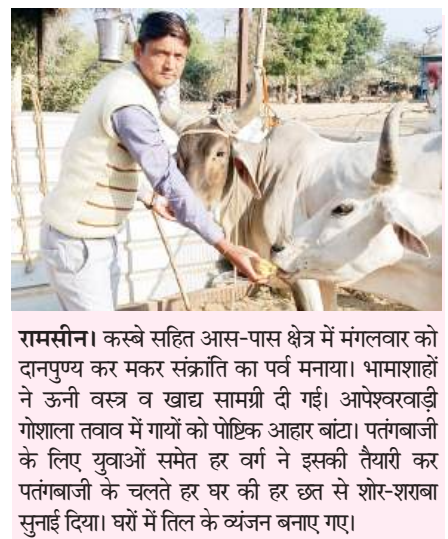 रामसीन। कस्बे सहित आस-पास क्षेत्र में मंगलवार को
दानपुण्य कर मकर संक्रांति का पर्व मनाया। भामाशाहों
ने ऊनी वस्त्र व खाद्य सामग्री दी गई। आपेश्वरवाड़ी
गोशाला तवाव में गायों को पोष्टिक आहार बांटा। पतंगबाजी
के लिए युवाओं समेत हर वर्ग ने इसकी तैयारी कर
पतंगबाजी के चलते हर घर की हर छत से शोर-शराबा
सुनाई दिया। घरों में तिल के व्यंजन बनाए गए।